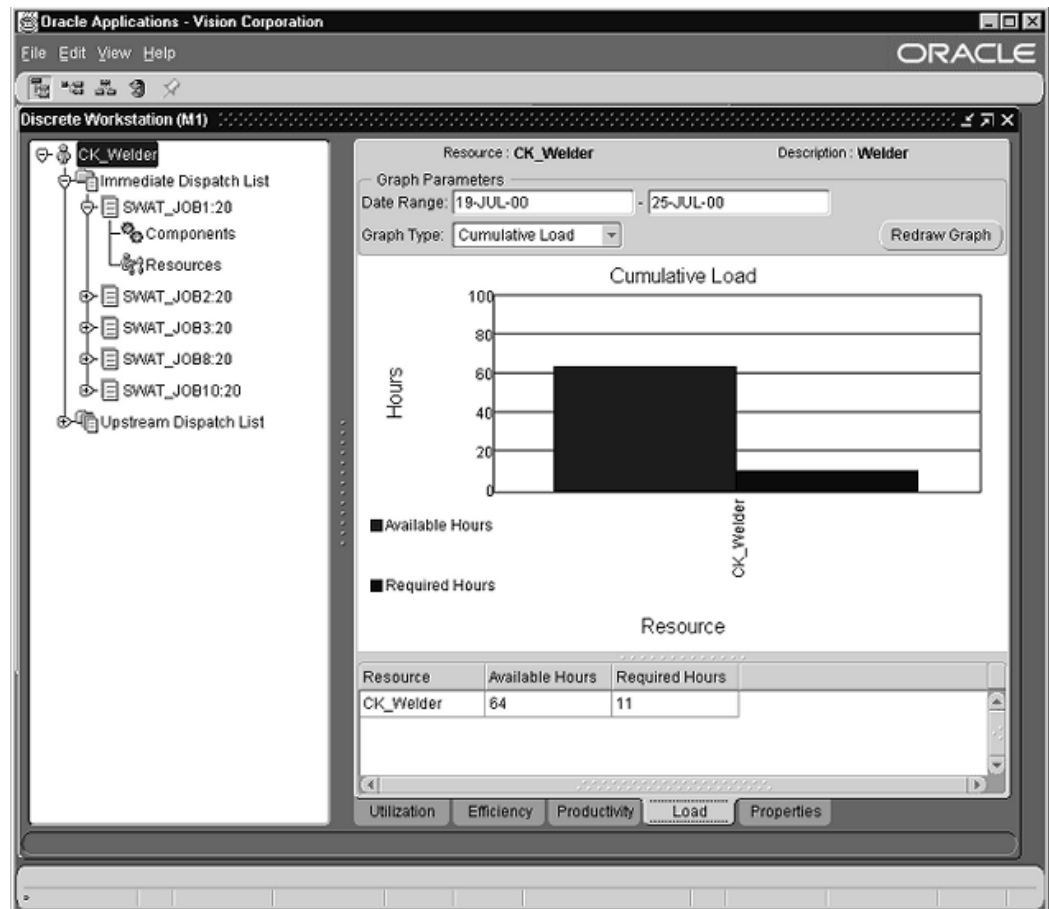 Oracle Applications - Vision Corporation
File Edit View Help
ORACLE
Discrete Workstation (M1)
CK_Welder
Immediate Dispatch List
SWAT_JOB1:20
Components
Resources
SWAT_JOB2:20
SWAT_JOB3:20
SWAT_JOB8:20
SWAT_JOB10:20
Upstream Dispatch List
Resource : CK_Welder Description : Welder
Graph Parameters
Date Range: 19-JUL-00 - 25-JUL-00
Graph Type: Cumulative Load Redraw Graph
Cumulative Load
100
80
60
40
20
0
Hours
CK_Welder
Available Hours
Required Hours
Resource
Resource Available Hours Required Hours
CK_Welder 64 11
Utilization Efficiency Productivity Load Properties